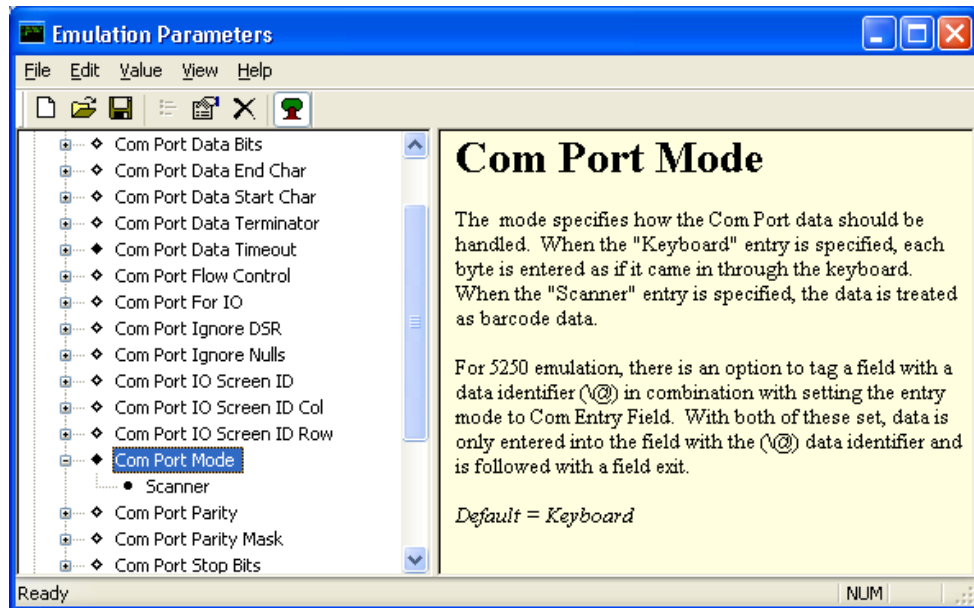 Emulation Parameters
File Edit Value View Help
Com Port Data Bits
Com Port Data End Char
Com Port Data Start Char
Com Port Data Terminator
Com Port Data Timeout
Com Port Flow Control
Com Port For IO
Com Port Ignore DSR
Com Port Ignore Nulls
Com Port IO Screen ID
Com Port IO Screen ID Col
Com Port IO Screen ID Row
Com Port Mode
Scanner
Com Port Parity
Com Port Parity Mask
Com Port Stop Bits
Com Port Mode
The mode specifies how the Com Port data should be
handled. When the "Keyboard" entry is specified, each
byte is entered as if it came in through the keyboard.
When the "Scanner" entry is specified, the data is treated
as barcode data.
For 5250 emulation, there is an option to tag a field with a
data identifier (\@) in combination with setting the entry
mode to Com Entry Field. With both of these set, data is
only entered into the field with the (\@) data identifier and
is followed with a field exit.
Default = Keyboard
Ready
NUM